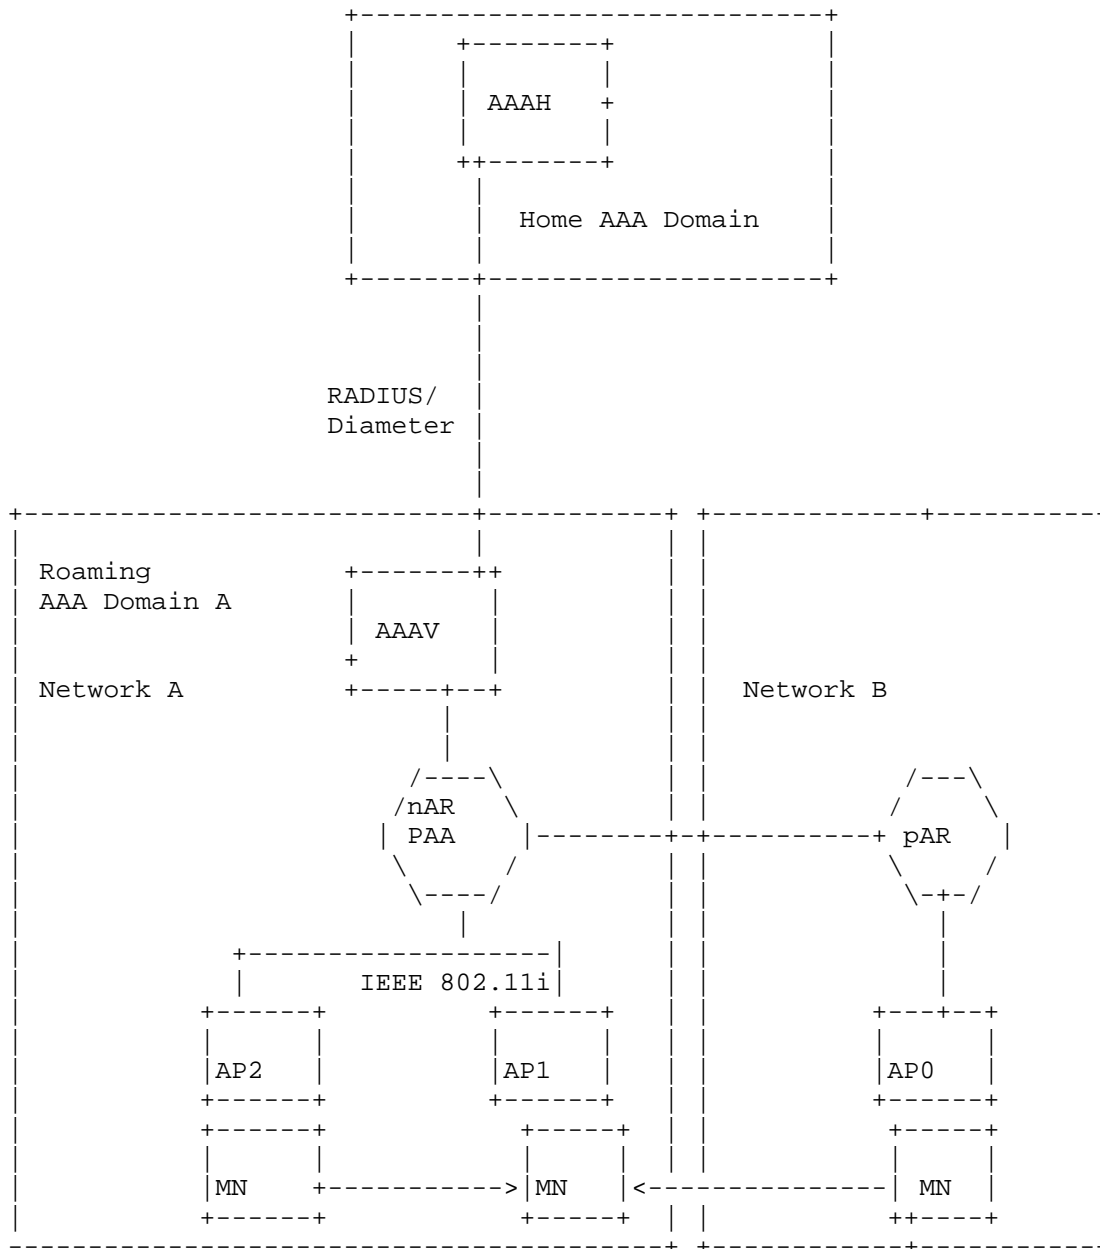 AAAH
Home AAA Domain
RADIUS/
Diameter
Roaming
AAA Domain A
AAAV
Network A
Network B
nAR
PAA
pAR
IEEE 802.11i
AP2
AP1
AP0
MN
MN
MN